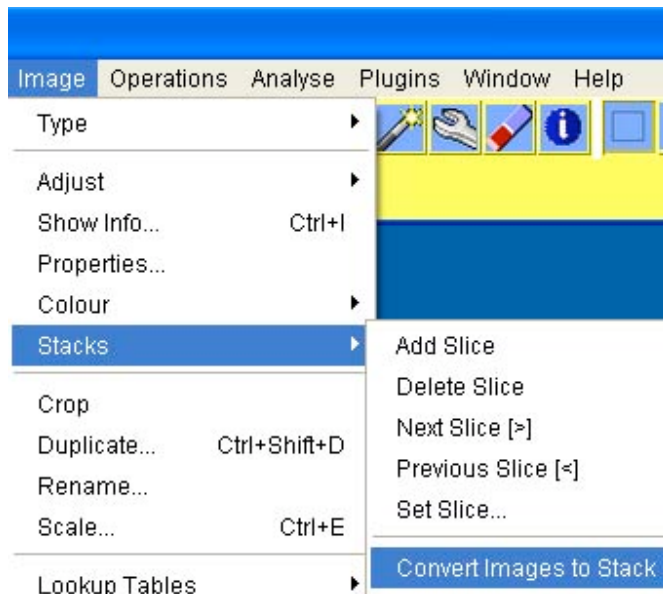 Image Operations Analyse Plugins Window Help
Type
Adjust
Show Info... Ctrl+I
Properties...
Colour
Stacks
Add Slice
Crop
Delete Slice
Duplicate... Ctrl+Shift+D
Next Slice [>]
Rename...
Previous Slice [<]
Scale... Ctrl+E
Set Slice...
Lookup Tables
Convert Images to Stack